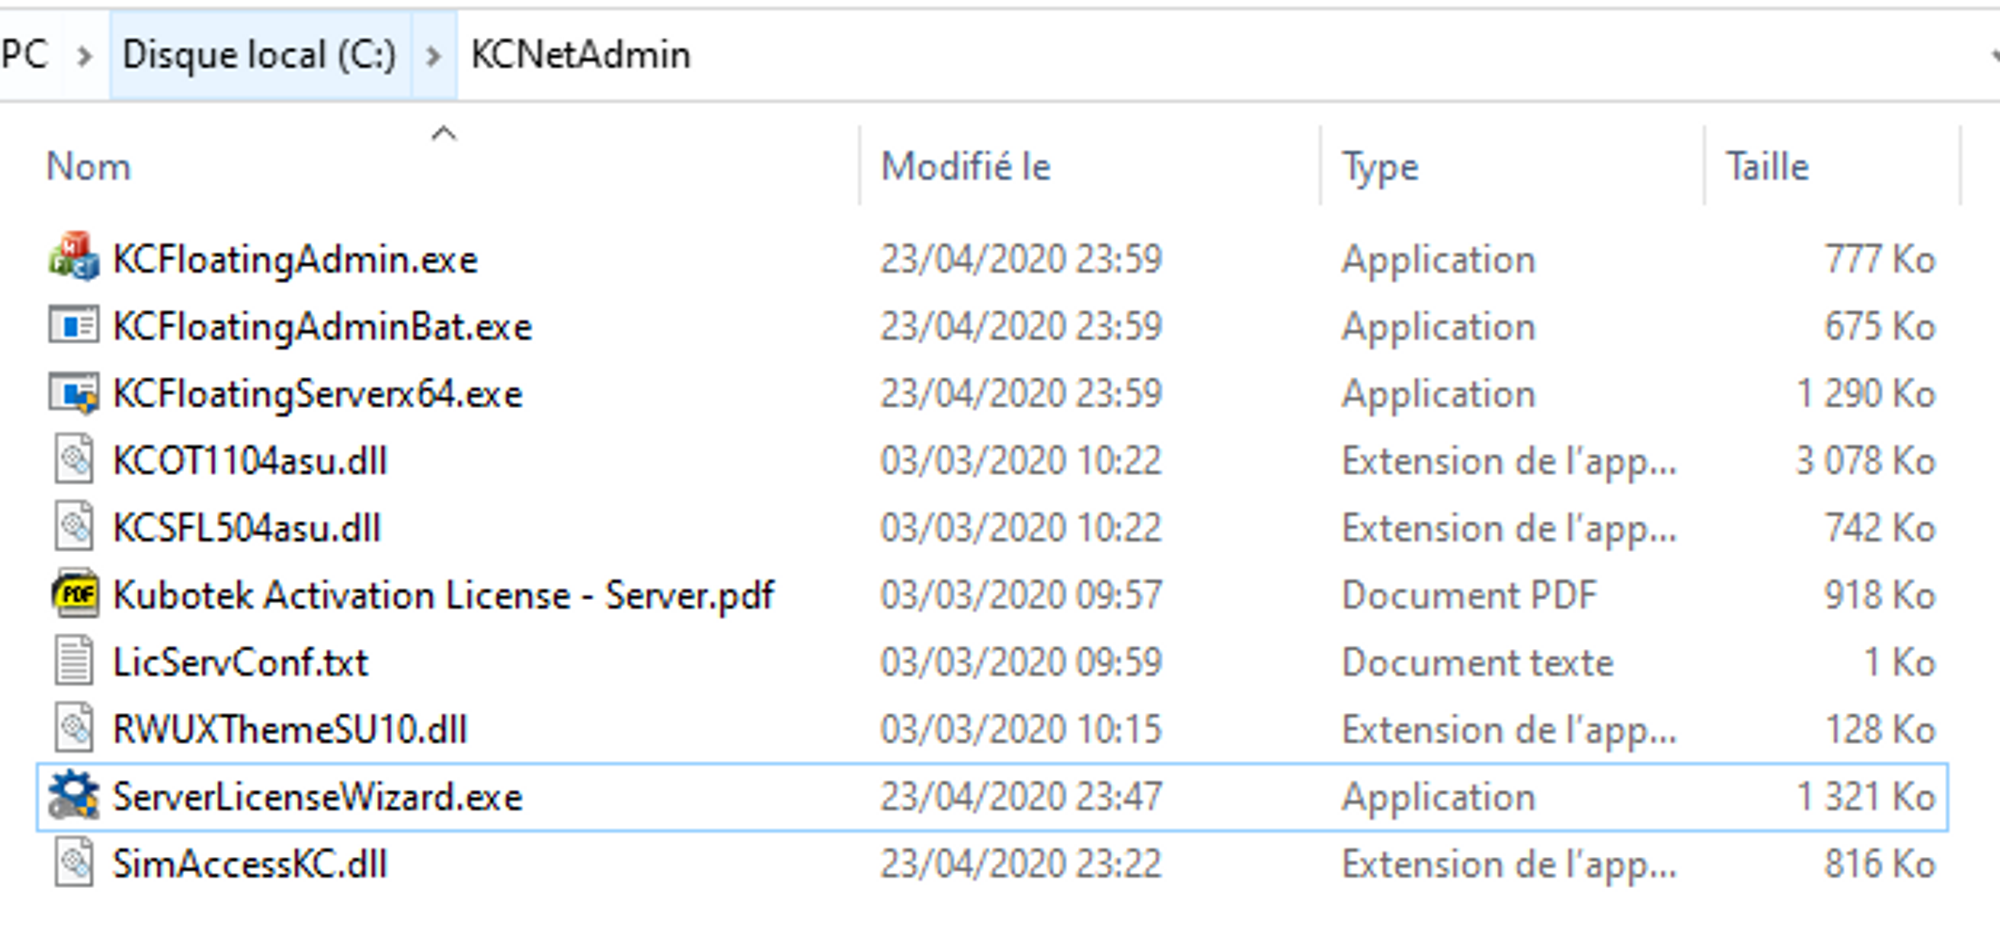 PC > Disque local (C:) > KCNetAdmin
Nom Modifié le Type Taille
KCFloatingAdmin.exe 23/04/2020 23:59 Application 777 Ko
KCFloatingAdminBat.exe 23/04/2020 23:59 Application 675 Ko
KCFloatingServerx64.exe 23/04/2020 23:59 Application 1 290 Ko
KCOT1104asu.dll 03/03/2020 10:22 Extension de l'app... 3 078 Ko
KCSFL504asu.dll 03/03/2020 10:22 Extension de l'app... 742 Ko
PDF Kubotek Activation License - Server.pdf 03/03/2020 09:57 Document PDF 918 Ko
LicServConf.txt 03/03/2020 09:59 Document texte 1 Ko
RWUXThemeSU10.dll 03/03/2020 10:15 Extension de l'app... 128 Ko
ServerLicenseWizard.exe 23/04/2020 23:47 Application 1 321 Ko
SimAccessKC.dll 23/04/2020 23:22 Extension de l'app... 816 Ko